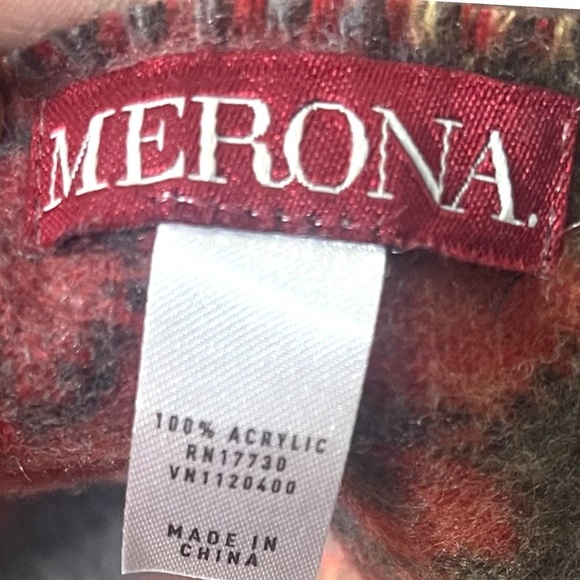 MERONA.
100% ACRYLIC
RN17730
VN1120400
MADE IN
CHINA